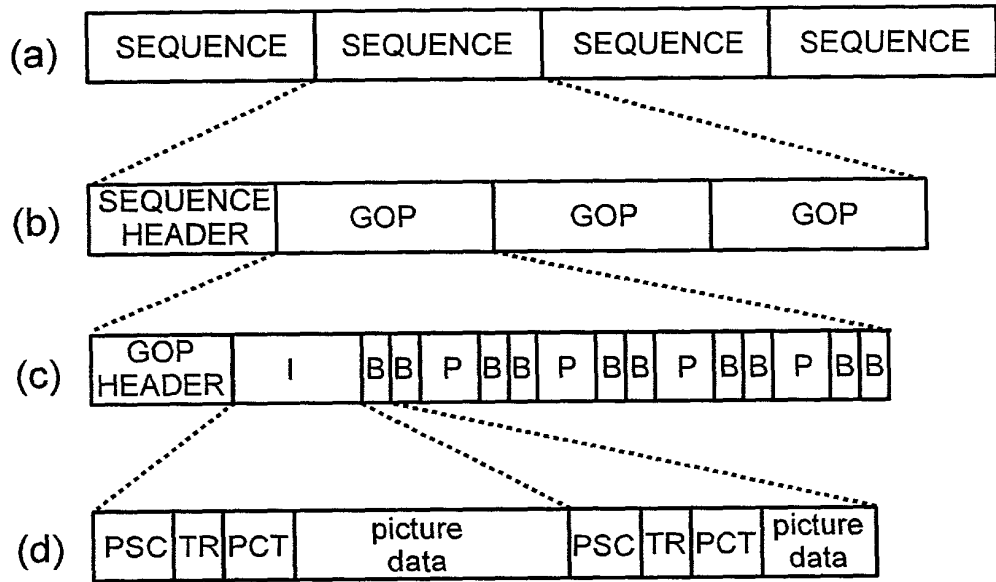 (a) SEQUENCE SEQUENCE SEQUENCE SEQUENCE
(b) SEQUENCE HEADER GOP GOP GOP
(c) GOP HEADER I B B P B B P B B P B B P B B
(d) PSC TR PCT picture data PSC TR PCT picture data